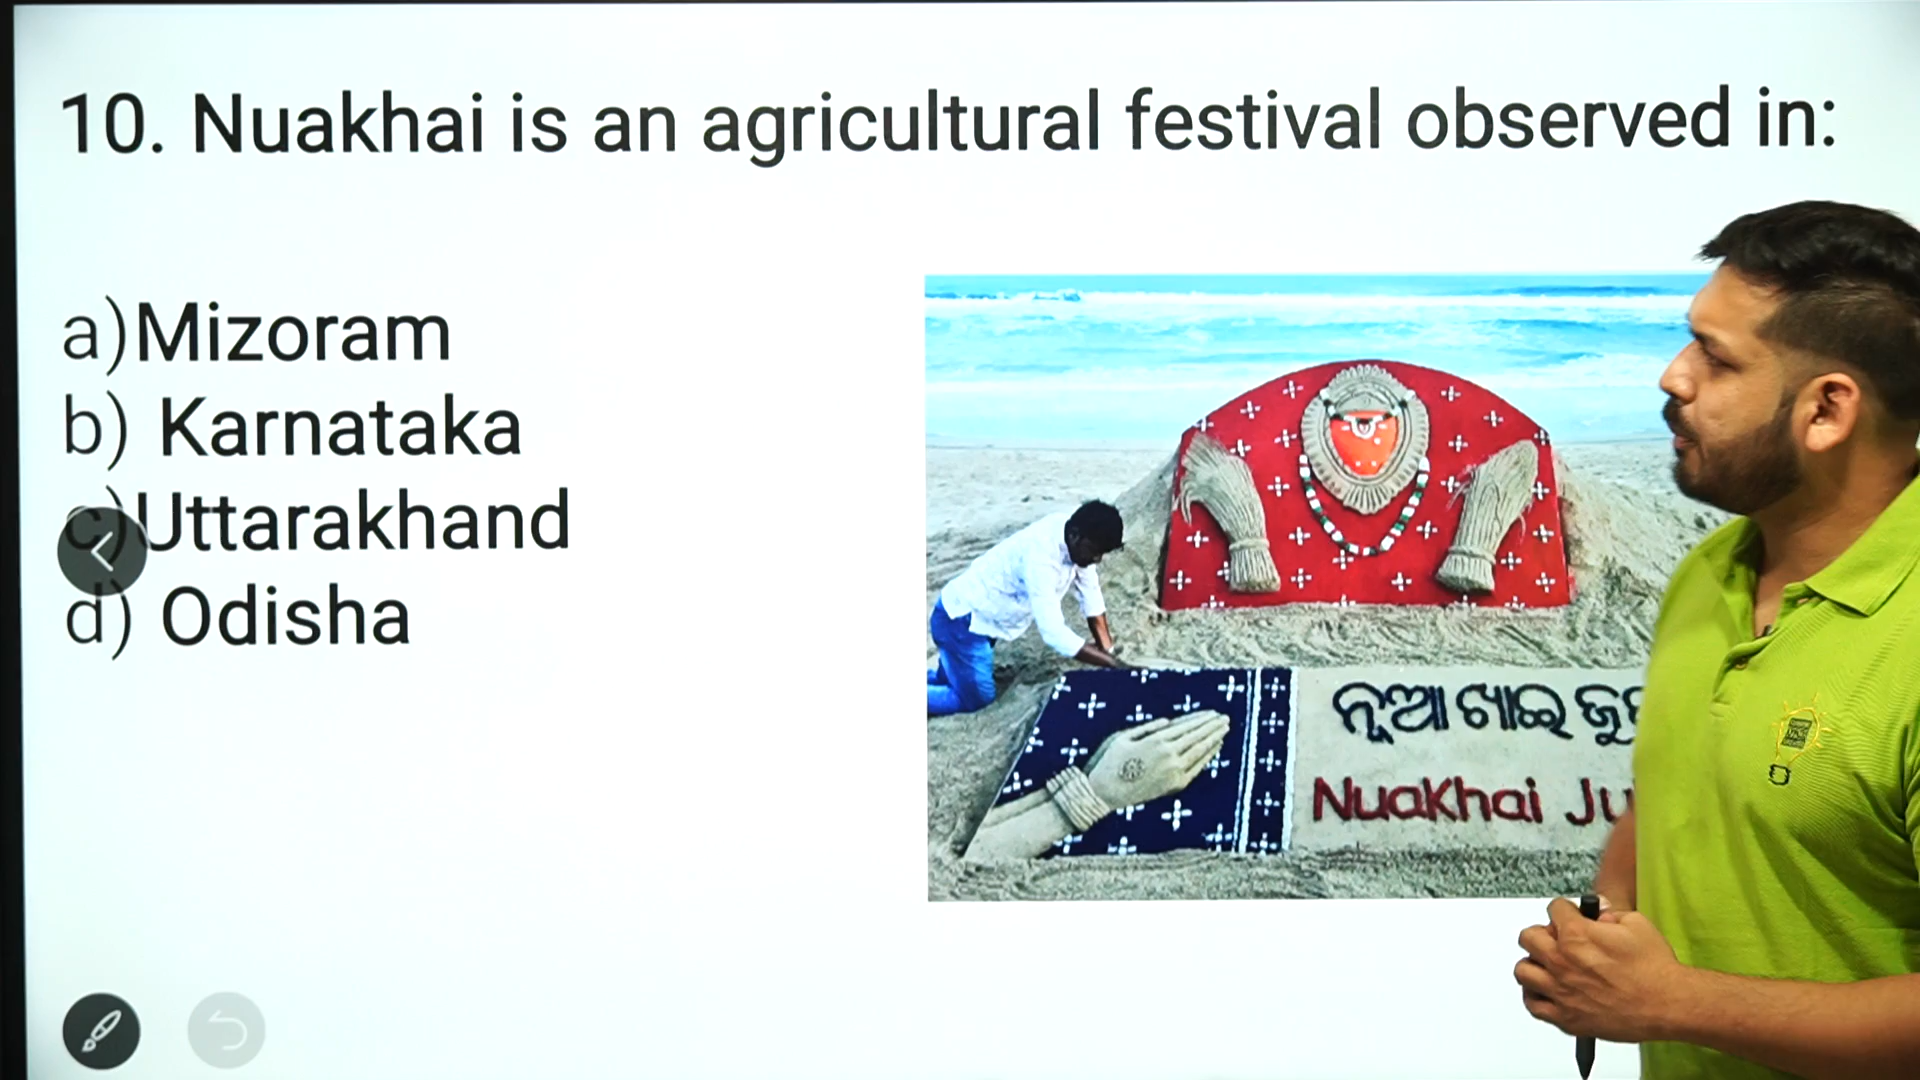 10. Nuakhai is an agricultural festival observed in:
a)Mizoram
b) Karnataka
c)Uttarakhand
d) Odisha
ନୂଆଖାଇ
NuaKhai